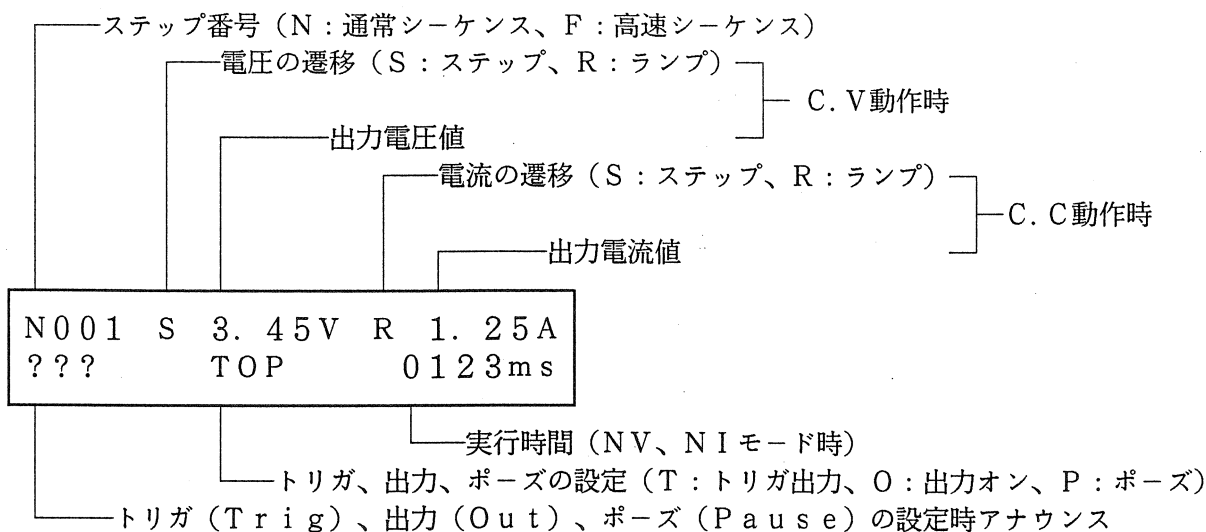 ステップ番号(N:通常シーケンス、F:高速シーケンス)
電圧の遷移(S:ステップ、R:ランプ)
C.V動作時
出力電圧値
電流の遷移(S:ステップ、R:ランプ)
C.C動作時
出力電流値
N001 S 3.45V R 1.25A
??? TOP 0123ms
実行時間(NV、NIモード時)
トリガ、出力、ポーズの設定(T:トリガ出力、O:出力オン、P:ポーズ)
トリガ(Trig)、出力(Out)、ポーズ(Pause)の設定時アナウンス